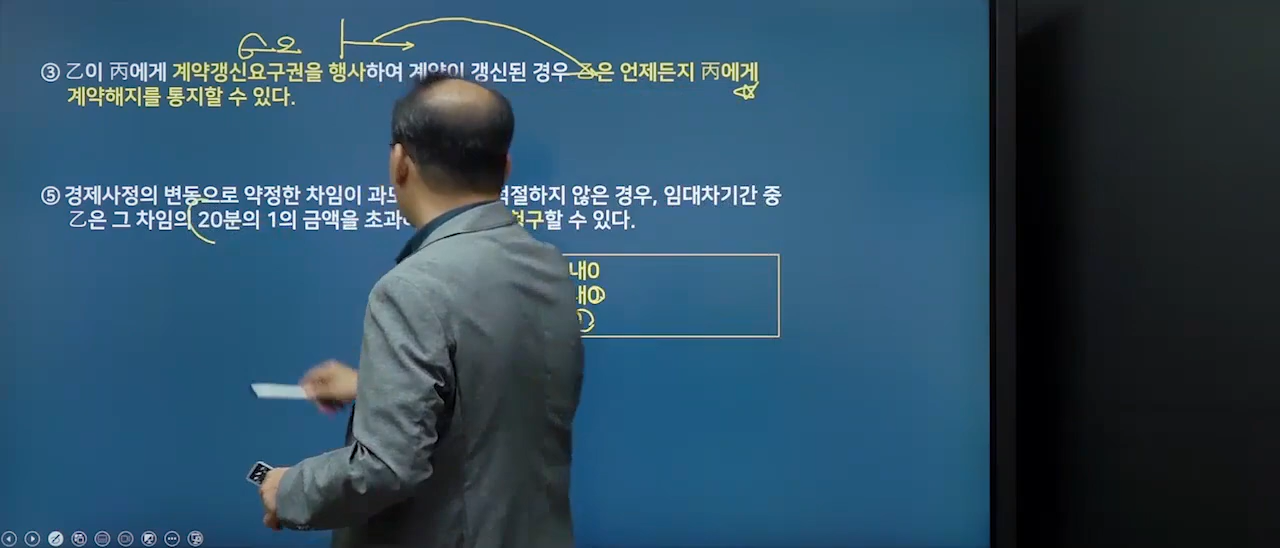 ③ 乙이 丙에게 계약갱신요구권을 행사하여 계약이 갱신된 경우 乙은 언제든지 丙에게
계약해지를 통지할 수 있다.
⑤ 경제사정의 변동으로 약정한 차임이 과도 적절하지 않은 경우, 임대차기간 중
乙은 그 차임의 20분의 1의 금액을 초과 청구할 수 있다.
내O
내O